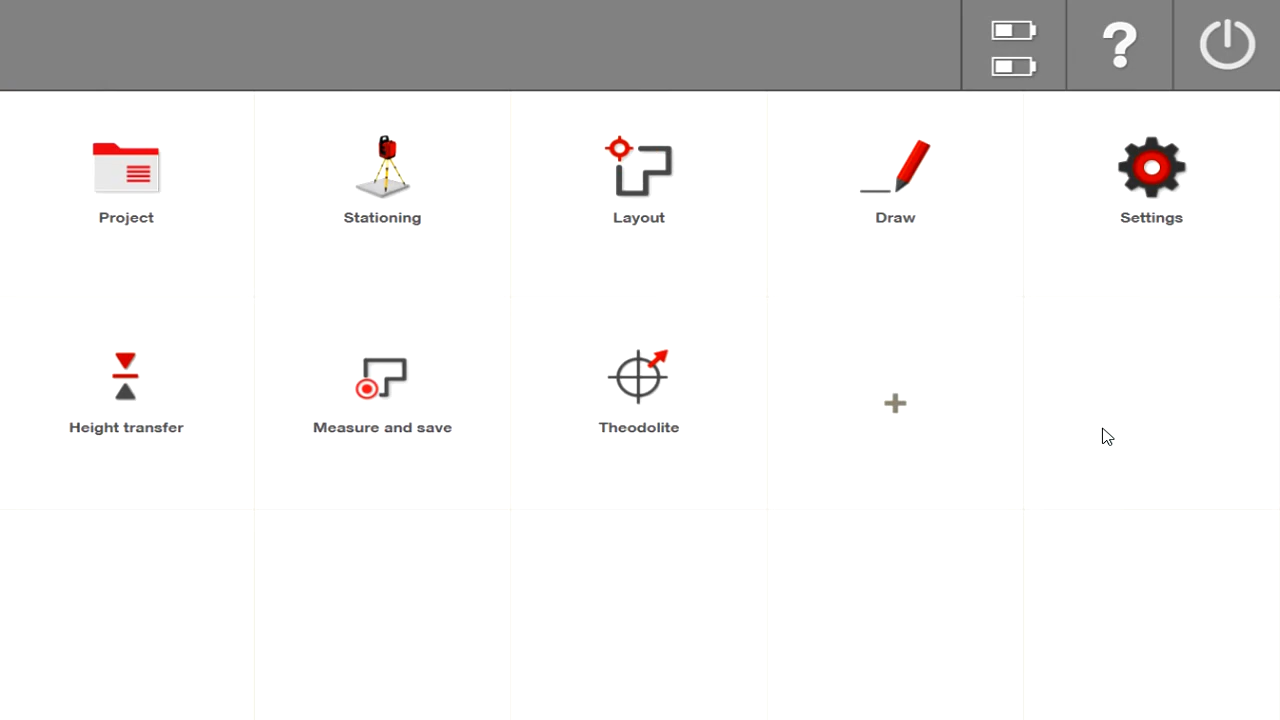 Project
Stationing
Layout
Draw
Settings
Height transfer
Measure and save
Theodolite